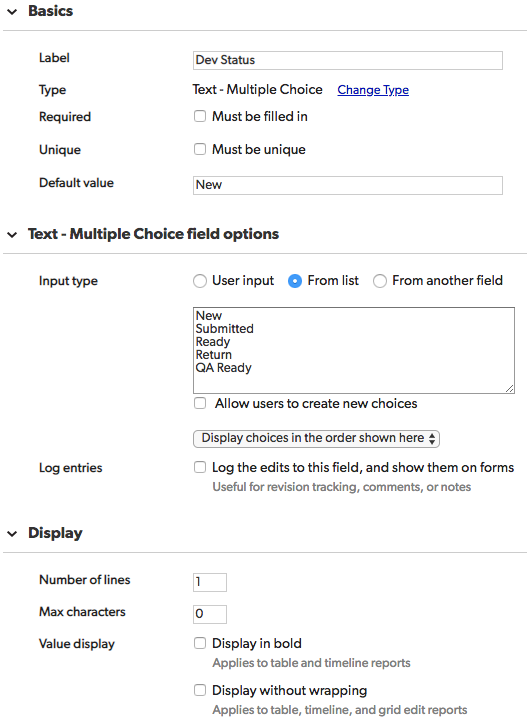 Basics
Label Dev Status
Type Text - Multiple Choice Change Type
Required Must be filled in
Unique Must be unique
Default value New
Text - Multiple Choice field options
Input type User input From list From another field
New
Submitted
Ready
Return
QA Ready
Allow users to create new choices
Display choices in the order shown here
Log entries Log the edits to this field, and show them on forms
Useful for revision tracking, comments, or notes
Display
Number of lines 1
Max characters 0
Value display Display in bold
Applies to table and timeline reports
Display without wrapping
Applies to table, timeline, and grid edit reports